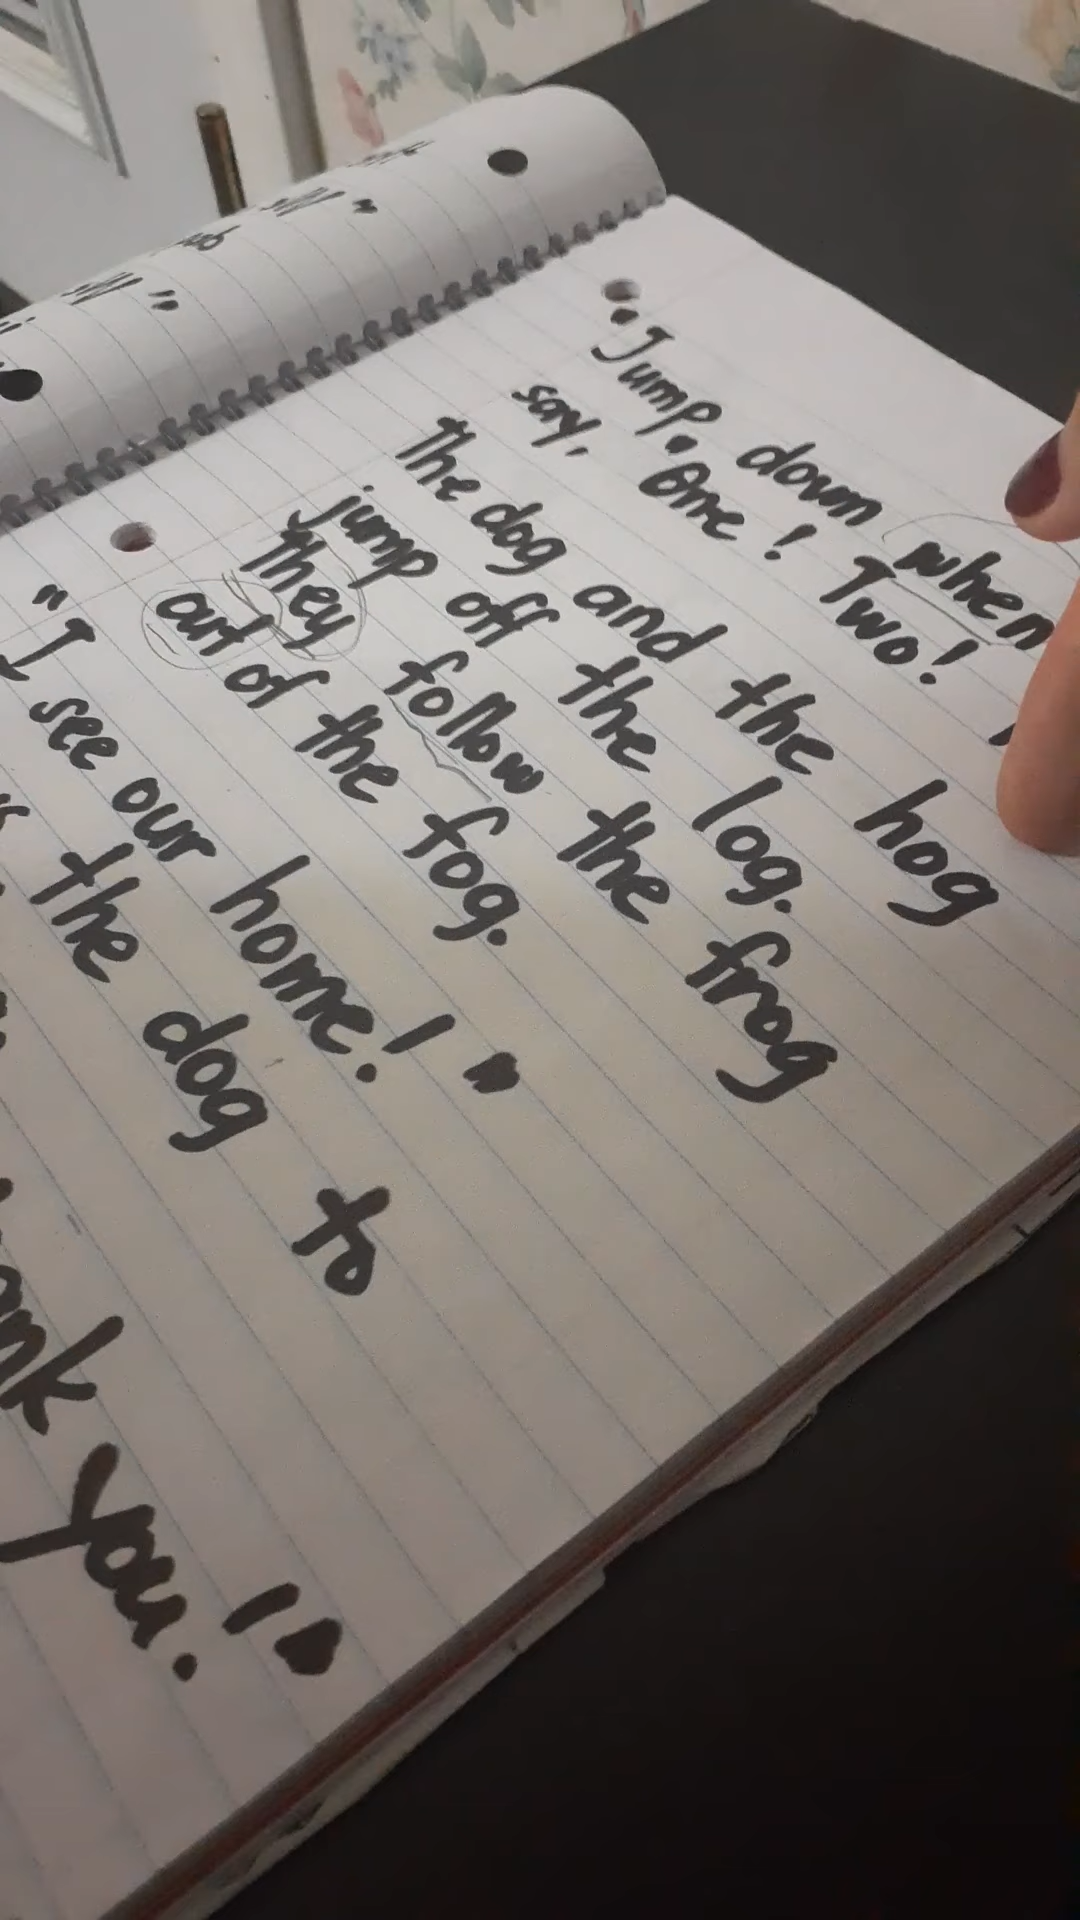 "Jump, down when
say, One! Two!
The dog and the hog
jump off the log.
They follow the frog
out of the fog.
"I see our home!"
the dog to
you!"